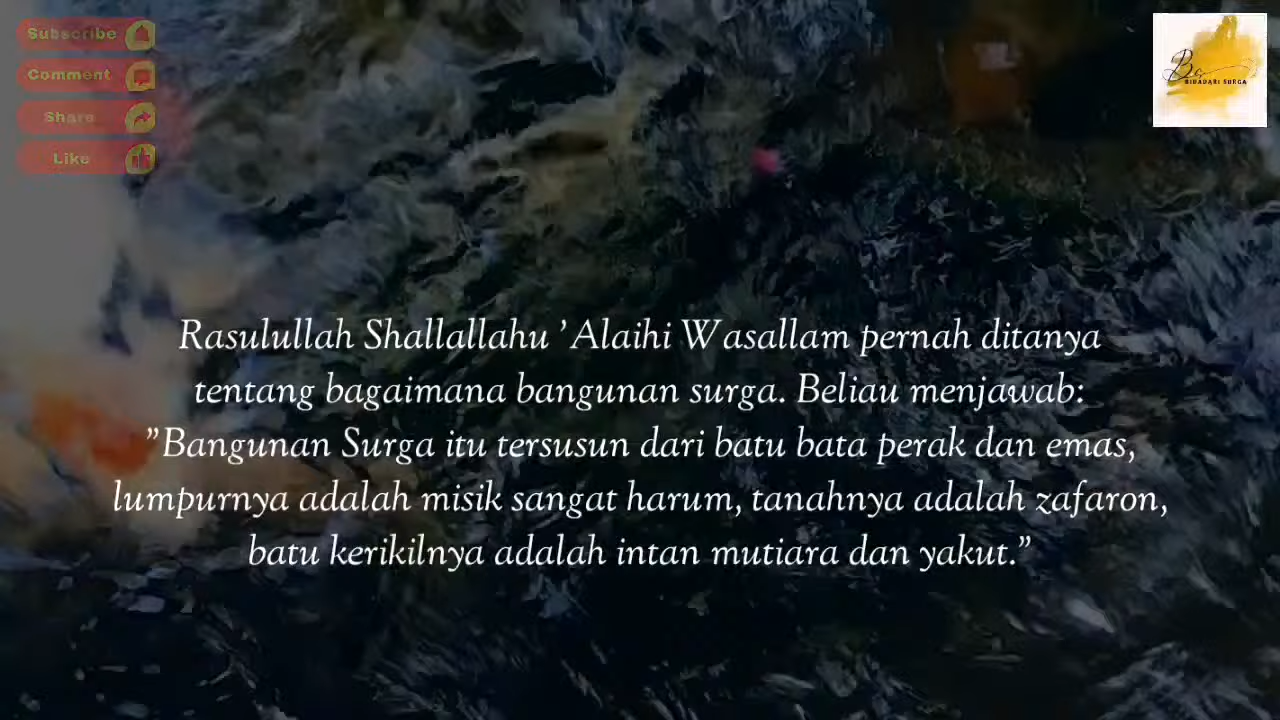 Subscribe
Comment
Share
Like
BIDADARI SURGA
Rasulullah Shallallahu ’Alaihi Wasallam pernah ditanya
tentang bagaimana bangunan surga. Beliau menjawab:
”Bangunan Surga itu tersusun dari batu bata perak dan emas,
lumpurnya adalah misik sangat harum, tanahnya adalah zafaron,
batu kerikilnya adalah intan mutiara dan yakut.”